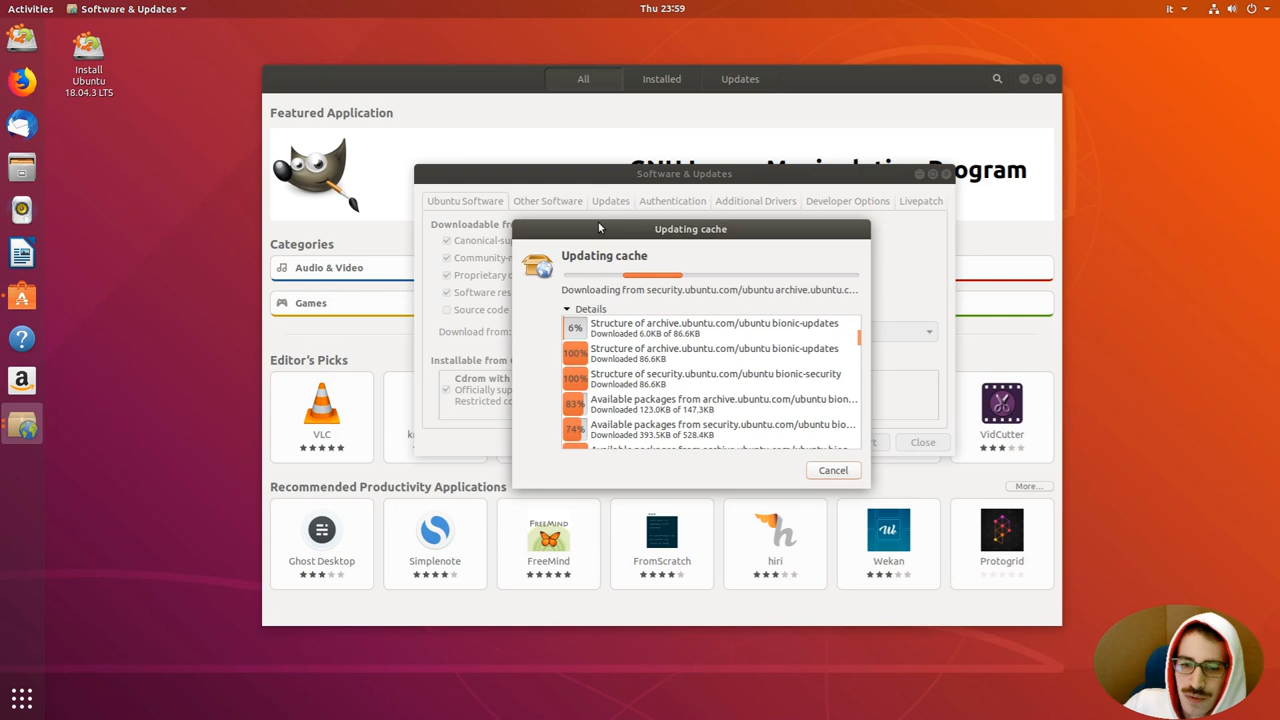 Activities
Software & Updates
Thu 23:59
it
Install
Ubuntu
18.04.3 LTS
All
Installed
Updates
Featured Application
Program
Software & Updates
Ubuntu Software
Other Software
Updates
Authentication
Additional Drivers
Developer Options
Livepatch
Downloadable fr
Canonical-su
Community-
Proprietary
Software res
Source code
Download from:
Installable from
Cdrom with
Officially sup
Restricted co
Close
Updating cache
Updating cache
Downloading from security.ubuntu.com/ubuntu archive.ubuntu.c...
Details
6%
Structure of archive.ubuntu.com/ubuntu bionic-updates
Downloaded 6.0KB of 86.6KB
100%
Structure of archive.ubuntu.com/ubuntu bionic-updates
Downloaded 86.6KB
100%
Structure of security.ubuntu.com/ubuntu bionic-security
Downloaded 86.6KB
83%
Available packages from archive.ubuntu.com/ubuntu bion...
Downloaded 123.0KB of 147.3KB
74%
Available packages from security.ubuntu.com/ubuntu bio...
Downloaded 393.5KB of 528.4KB
Cancel
Categories
Audio & Video
Games
Editor's Picks
VLC
VidCutter
Recommended Productivity Applications
More...
Ghost Desktop
Simplenote
FREEMIND
FreeMind
FromScratch
hiri
Wekan
Protogrid